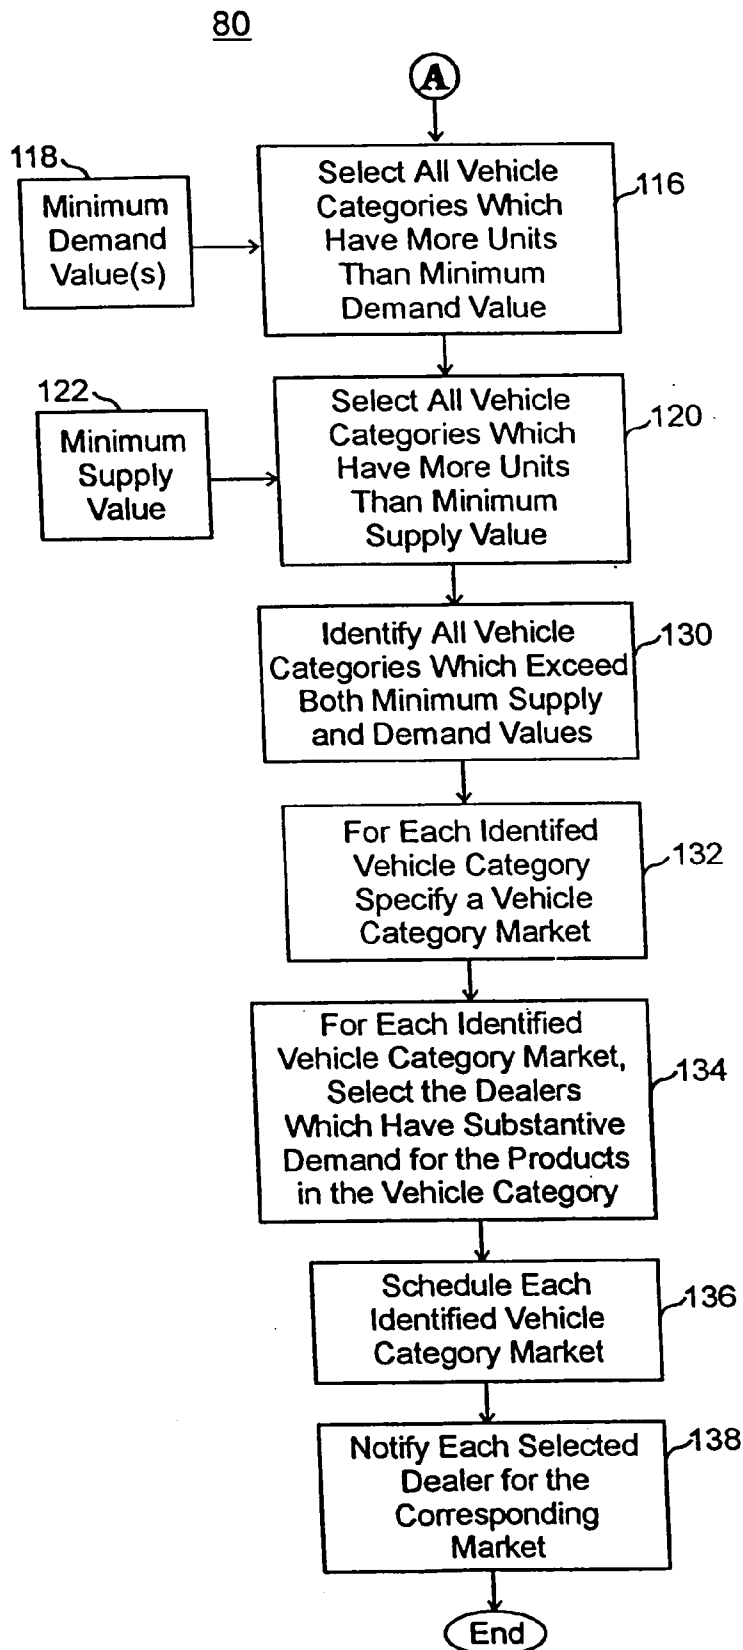 80
A
118
Minimum
Demand
Value(s)
Select All Vehicle
Categories Which
Have More Units
Than Minimum
Demand Value
116
122
Minimum
Supply
Value
Select All Vehicle
Categories Which
Have More Units
Than Minimum
Supply Value
120
Identify All Vehicle
Categories Which Exceed
Both Minimum Supply
and Demand Values
130
For Each Identifed
Vehicle Category
Specify a Vehicle
Category Market
132
For Each Identified
Vehicle Category Market,
Select the Dealers
Which Have Substantive
Demand for the Products
in the Vehicle Category
134
Schedule Each
Identified Vehicle
Category Market
136
Notify Each Selected
Dealer for the
Corresponding
Market
138
End